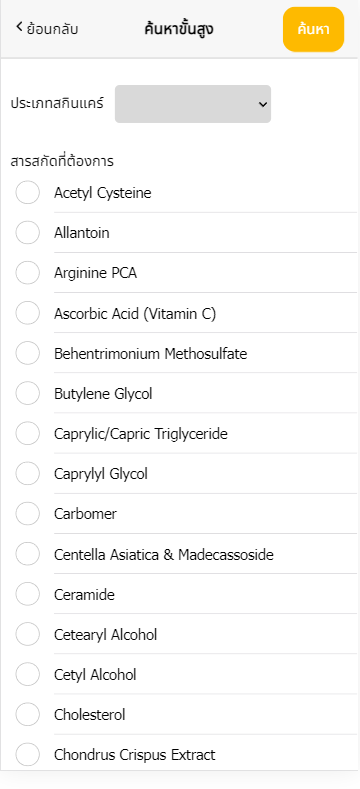 ย้อนกลับ ค้นหาขั้นสูง ค้นหา
ประเภทสกินแคร์
สารสกัดที่ต้องการ
Acetyl Cysteine
Allantoin
Arginine PCA
Ascorbic Acid (Vitamin C)
Behentrimonium Methosulfate
Butylene Glycol
Caprylic/Capric Triglyceride
Caprylyl Glycol
Carbomer
Centella Asiatica & Madecassoside
Ceramide
Cetearyl Alcohol
Cetyl Alcohol
Cholesterol
Chondrus Crispus Extract